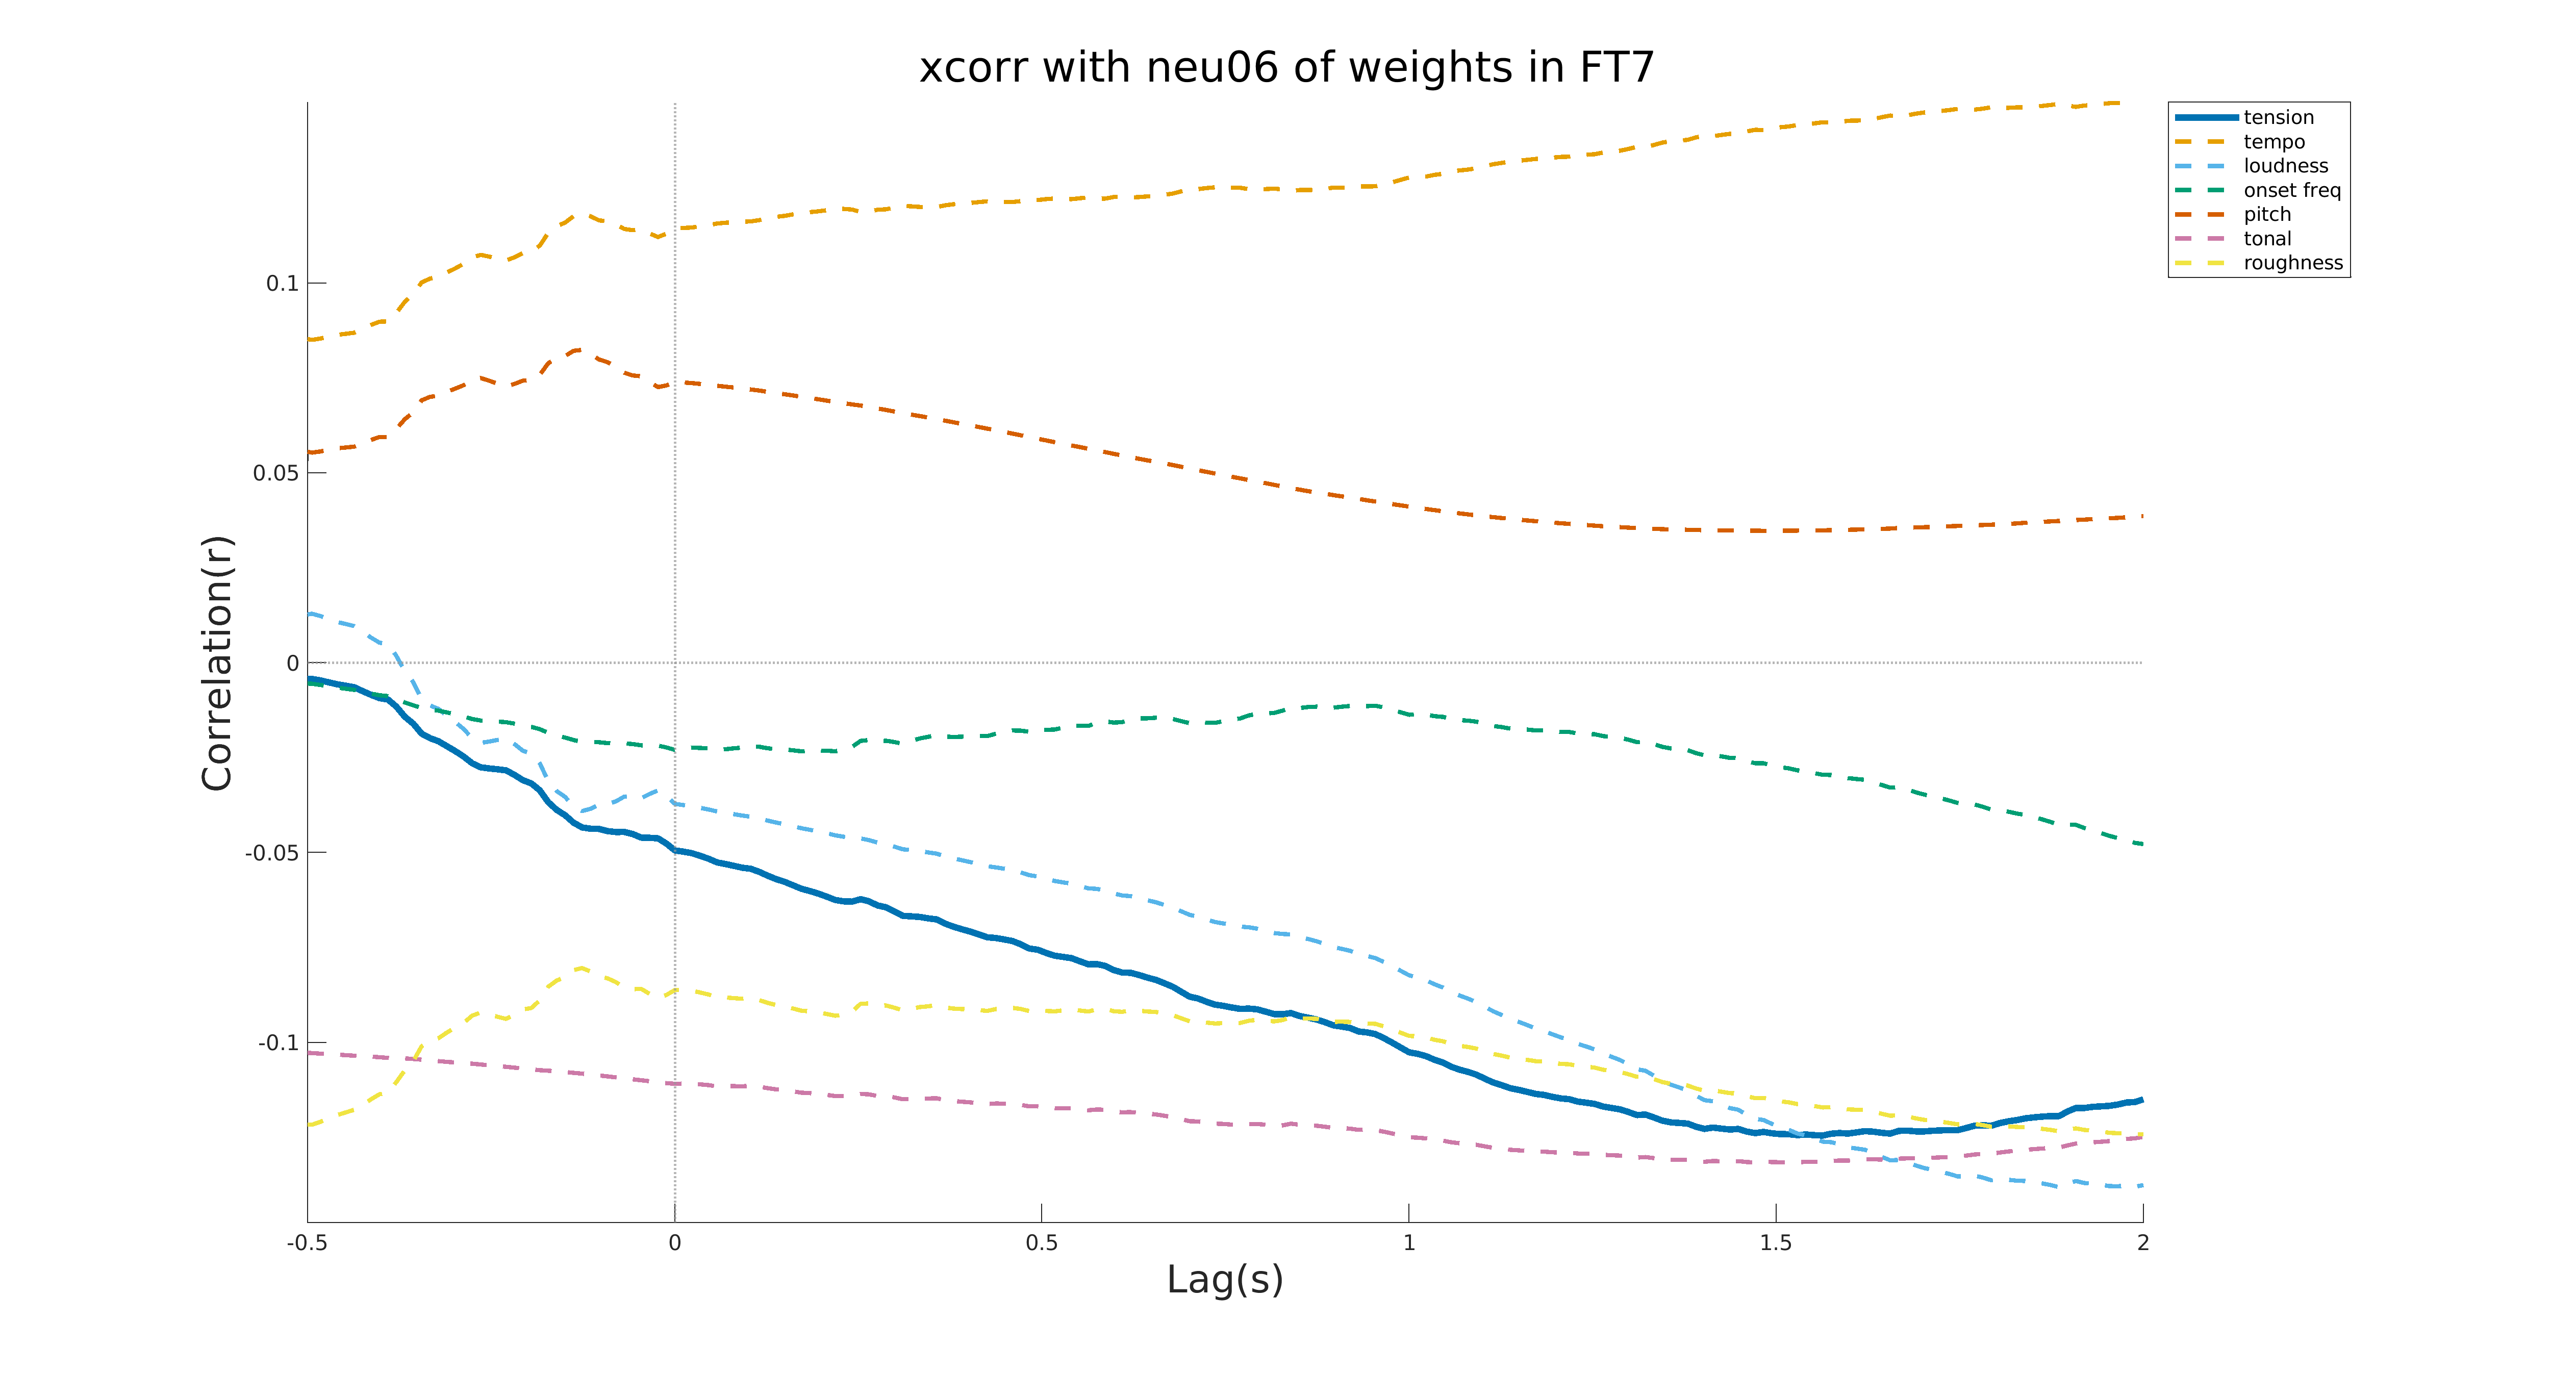 xcorr with neu06 of weights in FT7
tension
tempo
loudness
onset freq
pitch
tonal
roughness
Correlation(r)
0.1
0.05
0
-0.05
-0.1
-0.5 0 0.5 1 1.5 2
Lag(s)